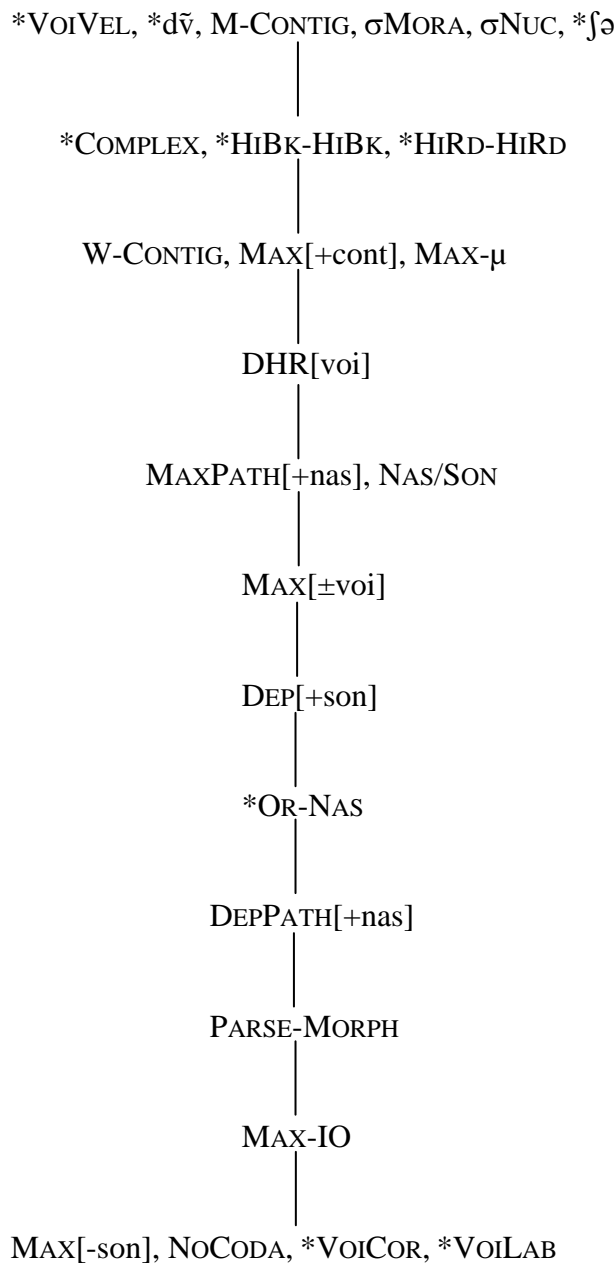 *VOIVEL, *dṽ, M-CONTIG, σMORA, σNUC, *ʃə
*COMPLEX, *HIBK-HIBK, *HIRD-HIRD
W-CONTIG, MAX[+cont], MAX-μ
DHR[voi]
MAXPATH[+nas], NAS/SON
MAX[±voi]
DEP[+son]
*OR-NAS
DEPPATH[+nas]
PARSE-MORPH
MAX-IO
MAX[-son], NOCODA, *VOICOR, *VOILAB